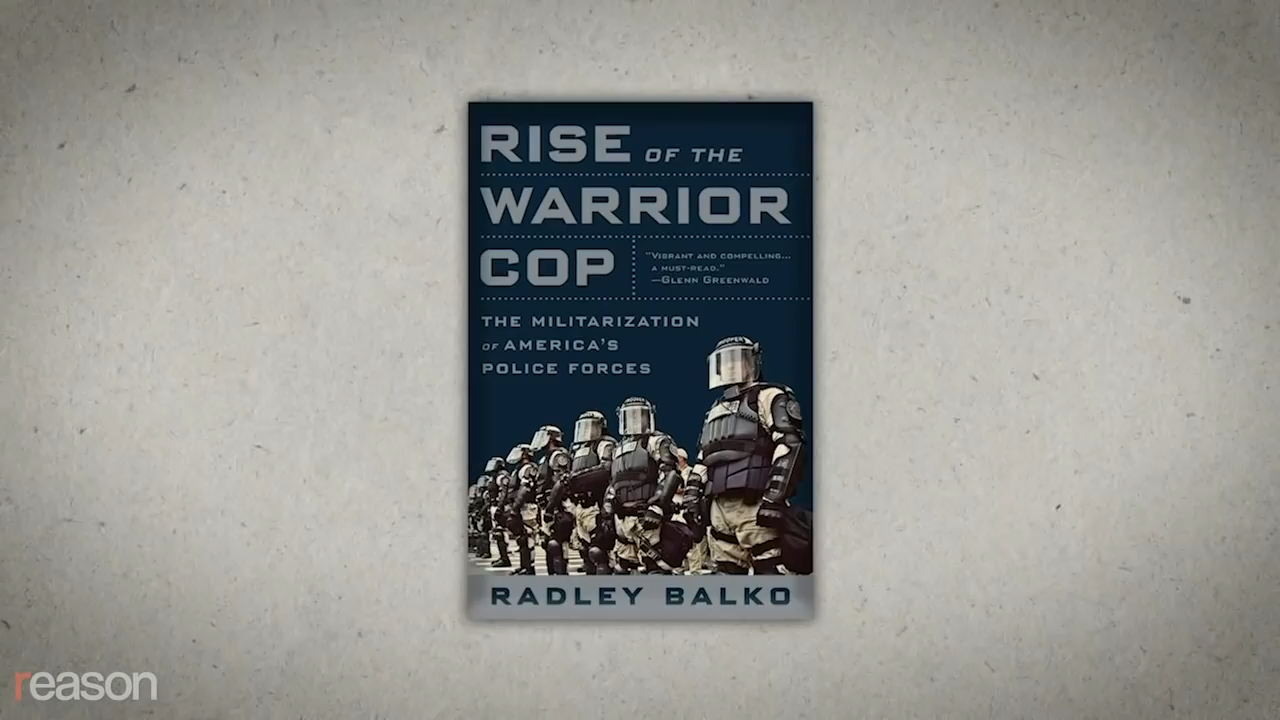 RISE OF THE
WARRIOR
COP
"VIBRANT AND COMPELLING...
A MUST-READ."
—GLENN GREENWALD
THE MILITARIZATION
OF AMERICA'S
POLICE FORCES
RADLEY BALKO
reason